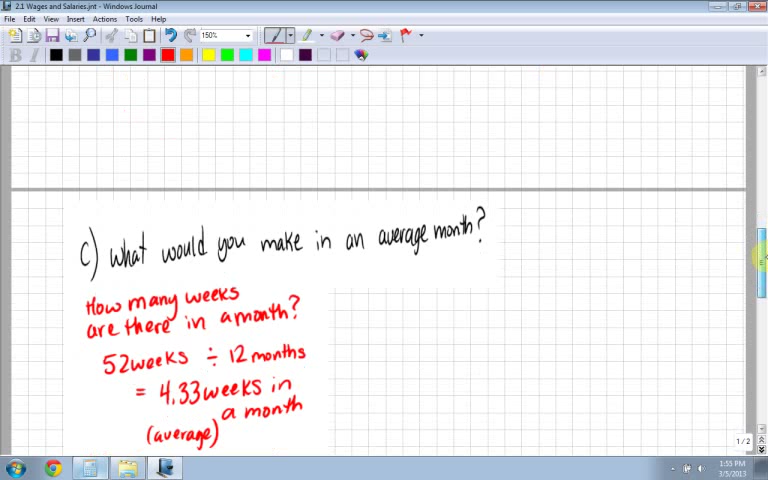 2.1 Wages and Salaries.jnt - Windows Journal
File Edit View Insert Actions Tools Help
150%
B I
c) What would you make in an average month?
How many weeks
are there in a month?
52 weeks ÷ 12 months
= 4.33 weeks in
a month
(average)
1 / 2
1:55 PM
3/5/2013